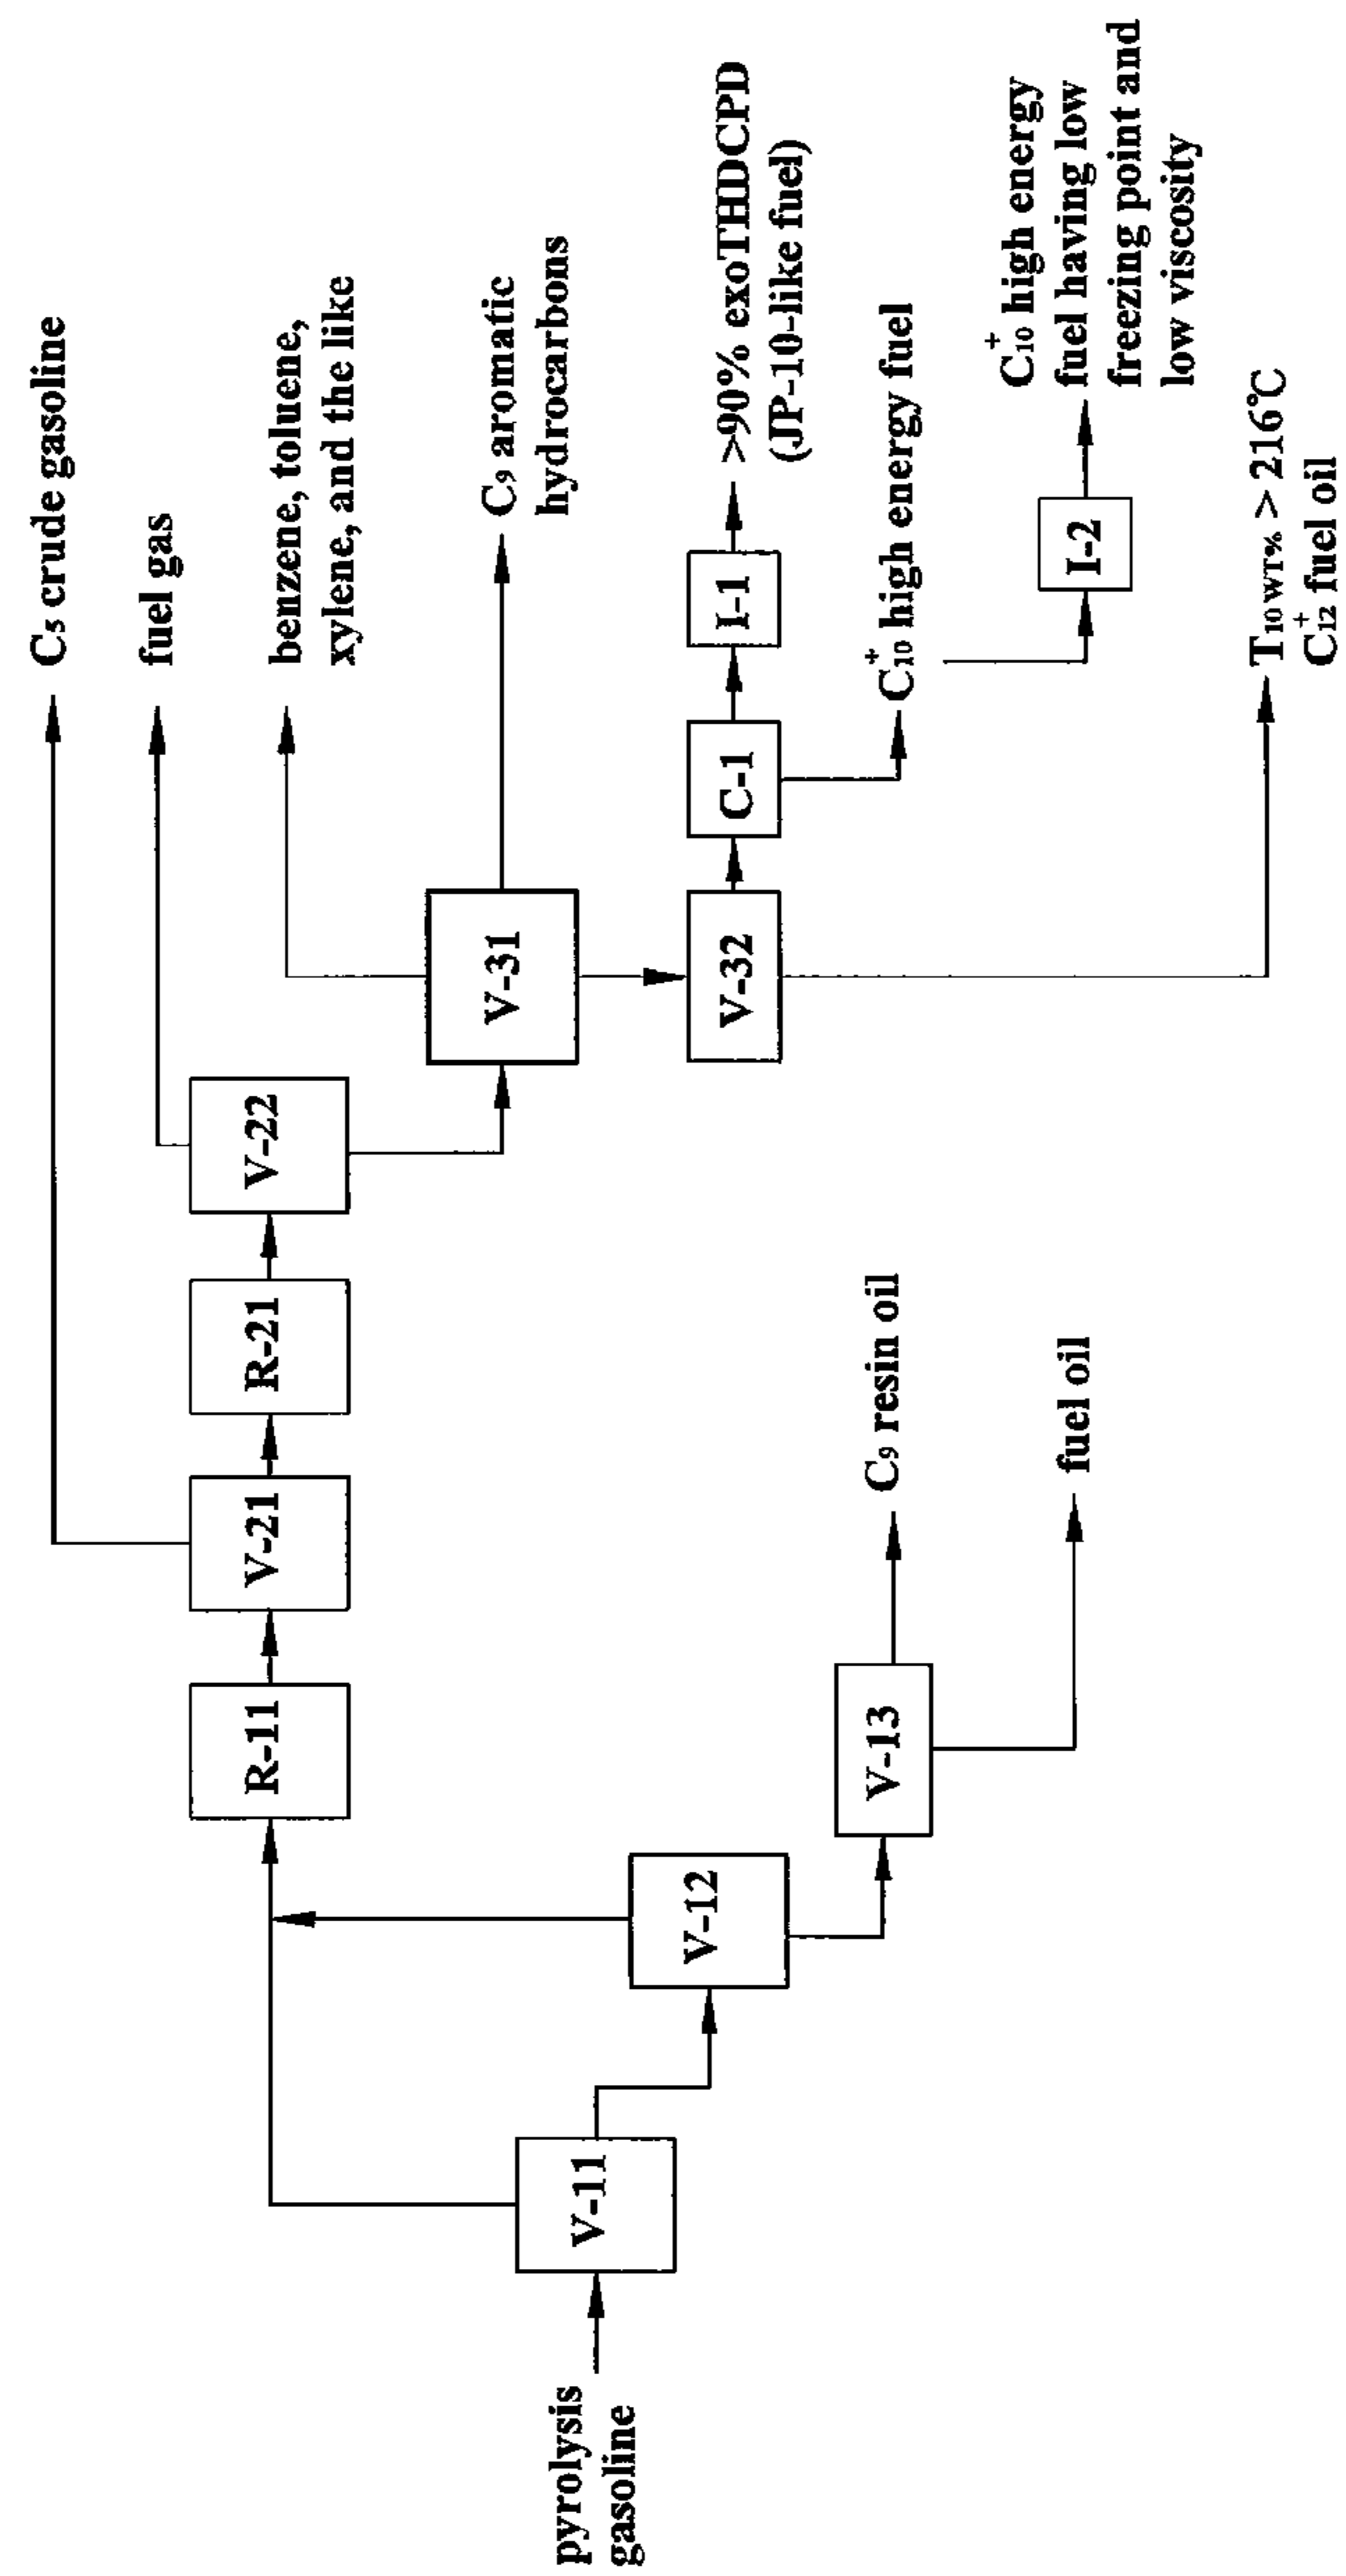 C₅ crude gasoline
fuel gas
benzene, toluene,
xylene, and the like
C₉ aromatic
hydrocarbons
V-22
R-21
V-21
R-11
V-31
V-32
C-1
I-1
>90% exoTHDCPD
(JP-10-like fuel)
C₁₀⁺ high energy fuel
I-2
C₁₀⁺ high energy
fuel having low
freezing point and
low viscosity
T₁₀ WT% > 216℃
C₁₂⁺ fuel oil
pyrolysis
gasoline
V-11
V-12
V-13
C₉ resin oil
fuel oil